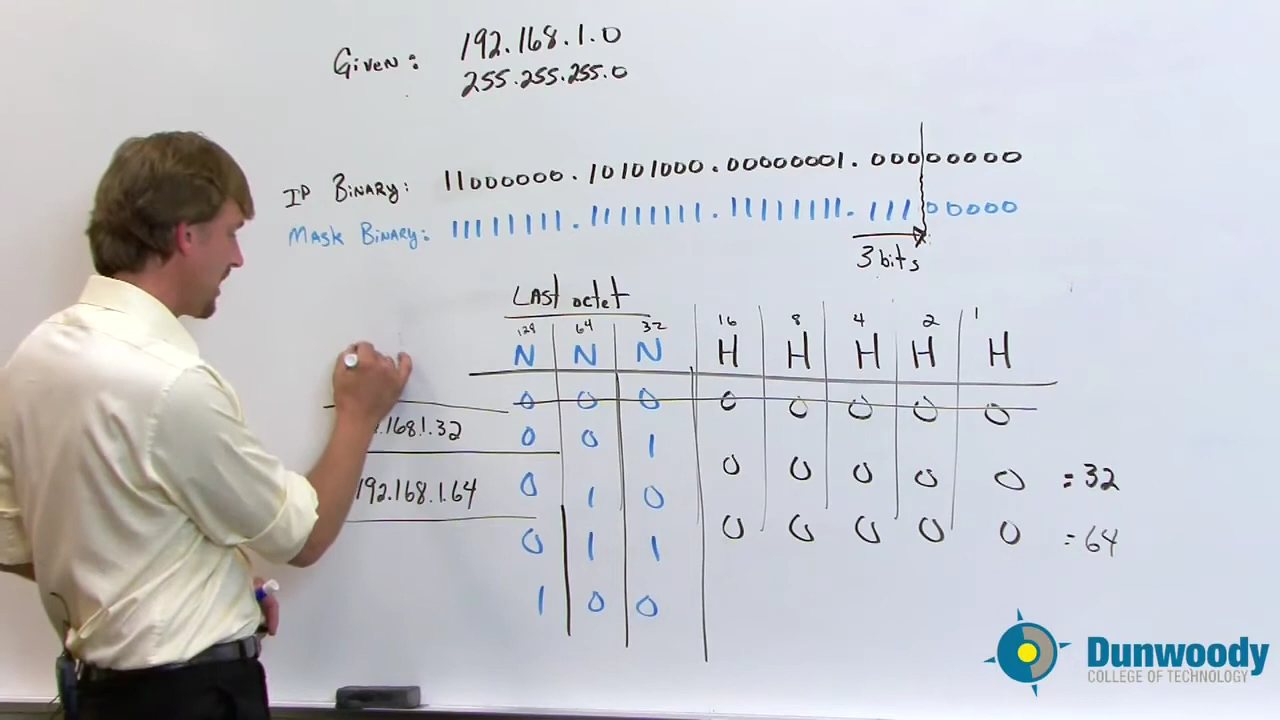 Given: 192.168.1.0
255.255.255.0
IP Binary: 11000000.10101000.00000001.00000000
Mask Binary: 11111111.11111111.11111111.11100000
3 bits
Last octet
128 64 32 16 8 4 2 1
N N N H H H H H
0 0 0 0 0 0 0 0
.168.1.32 0 0 1 0 0 0 0 0 = 32
192.168.1.64 0 1 0 0 0 0 0 0 = 64
0 1 1
1 0 0
Dunwoody
COLLEGE OF TECHNOLOGY